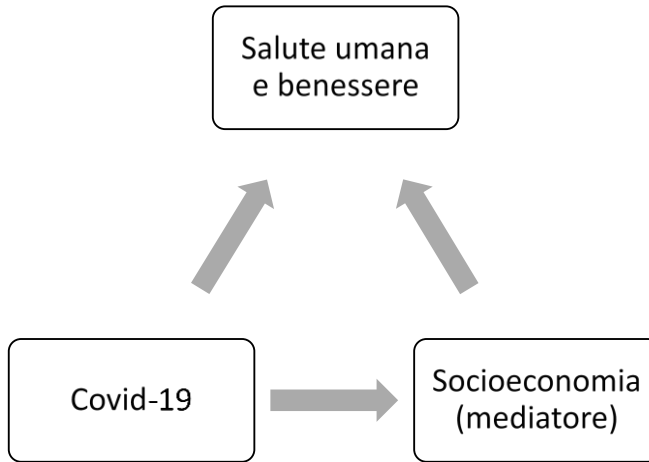 Salute umana
e benessere
Covid-19
Socioeconomia
(mediatore)